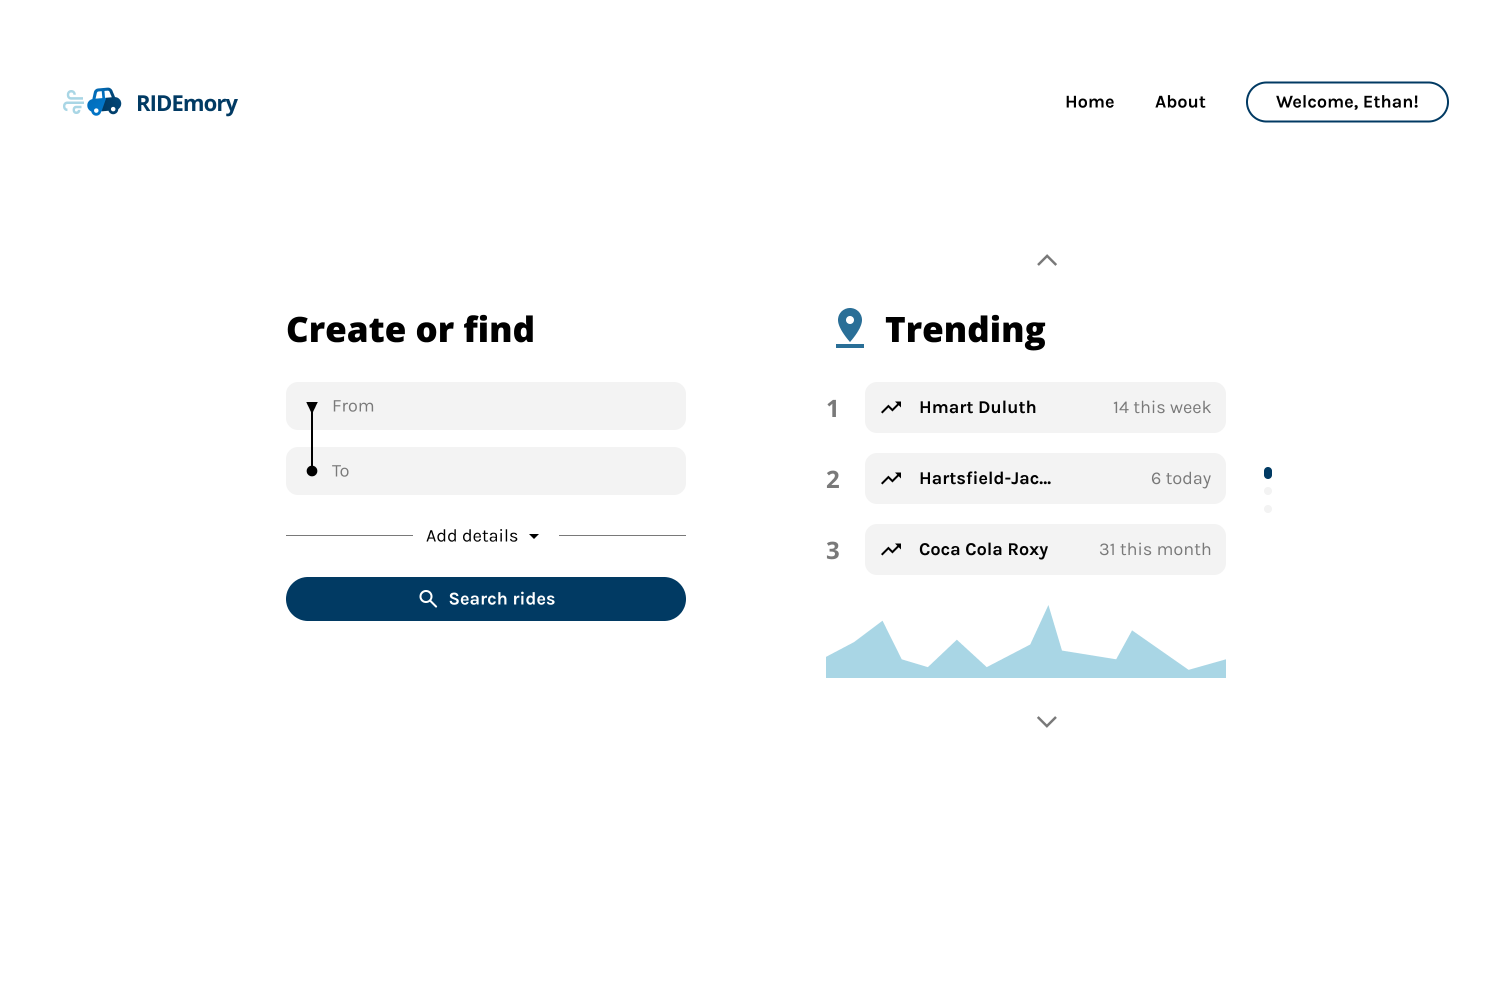 RIDEmory
Home
About
Welcome, Ethan!
Create or find
From
To
Add details
Search rides
Trending
1 Hmart Duluth 14 this week
2 Hartsfield-Jac... 6 today
3 Coca Cola Roxy 31 this month